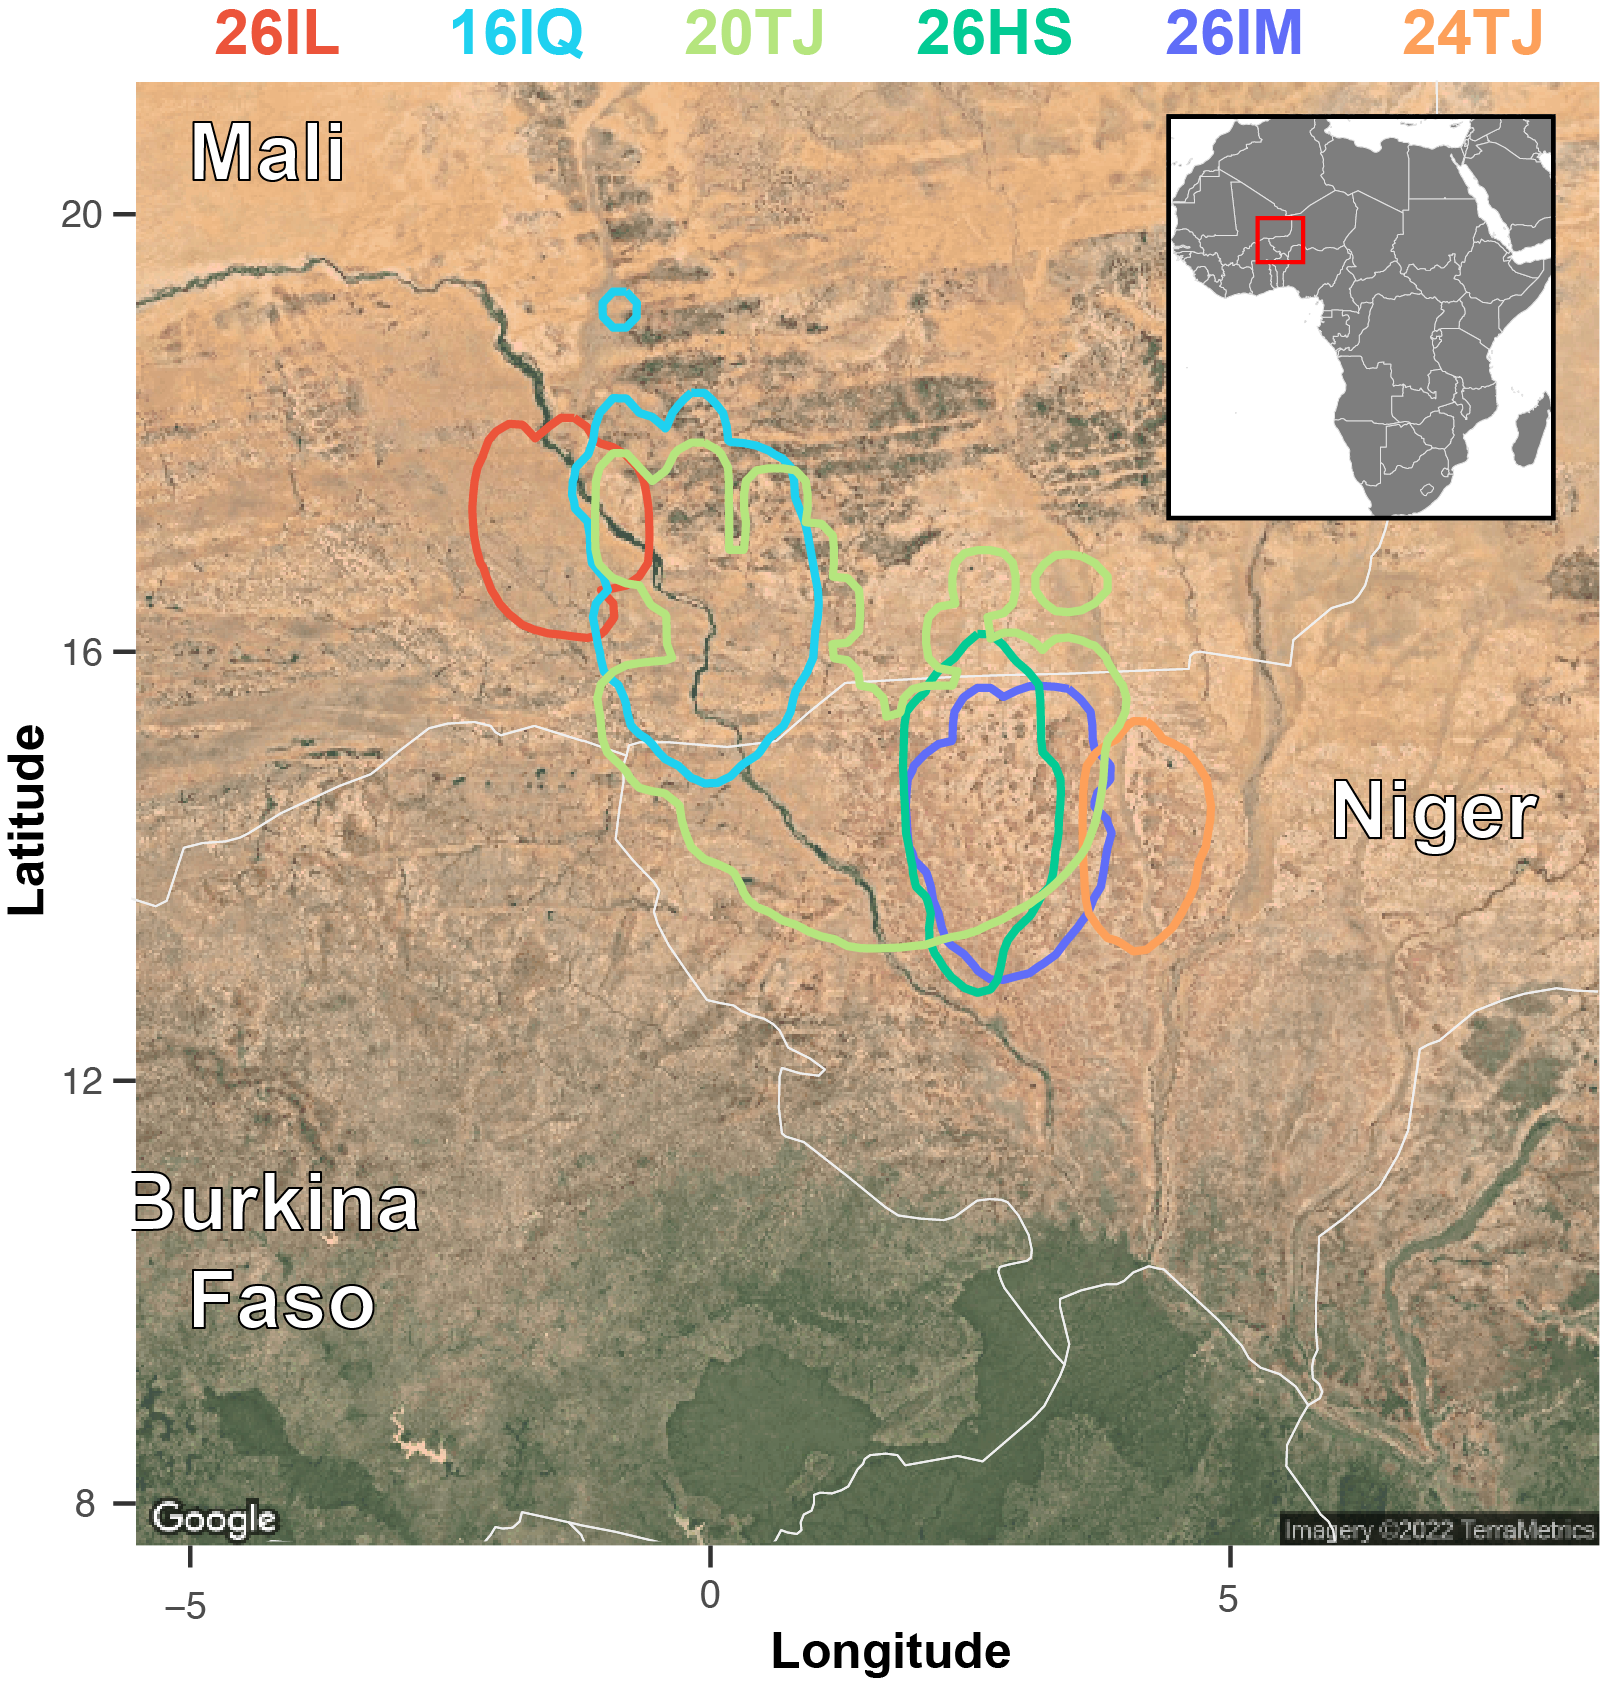 26IL 16IQ 20TJ 26HS 26IM 24TJ
Mali
20
16
Niger
Latitude
12
Burkina
Faso
8
Google
Imagery ©2022 TerraMetrics
−5 0 5
Longitude